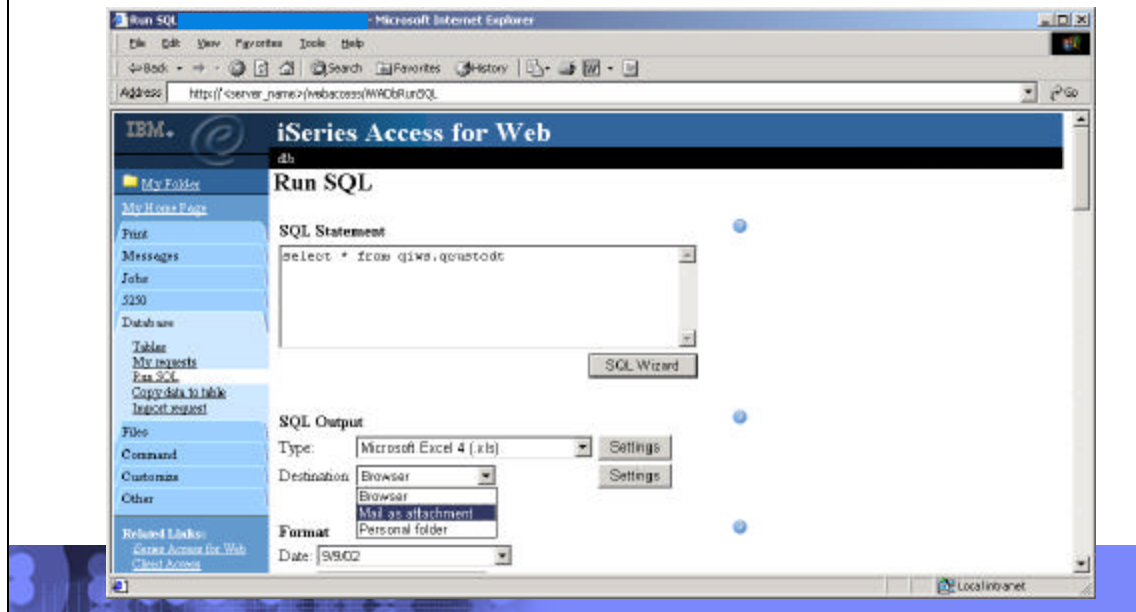 Run SQL - Microsoft Internet Explorer
File Edit View Favorites Tools Help
Back Search Favorites History
Address http://<server_name>/webaccess/WADbRunSQL Go
IBM.
iSeries Access for Web
db
My Folder
My Home Page
Print
Messages
Jobs
5250
Database
Tables
My requests
Run SQL
Copy data to table
Import request
Files
Command
Customize
Other
Related Links:
iSeries Access for Web
Client Access
Run SQL
SQL Statement
select * from qiws.qcustcdt
SQL Wizard
SQL Output
Type: Microsoft Excel 4 (.xls) Settings
Destination Browser Settings
Browser
Mail as attachment
Personal folder
Format
Date: 9/9/02
Local intranet